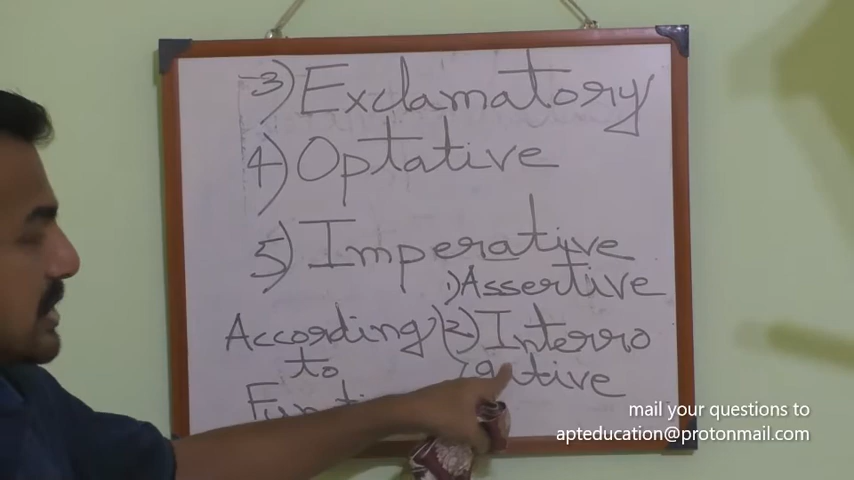 3) Exclamatory
4) Optative
5) Imperative
1) Assertive
According 2) Interro
to gative
mail your questions to
apteducation@protonmail.com